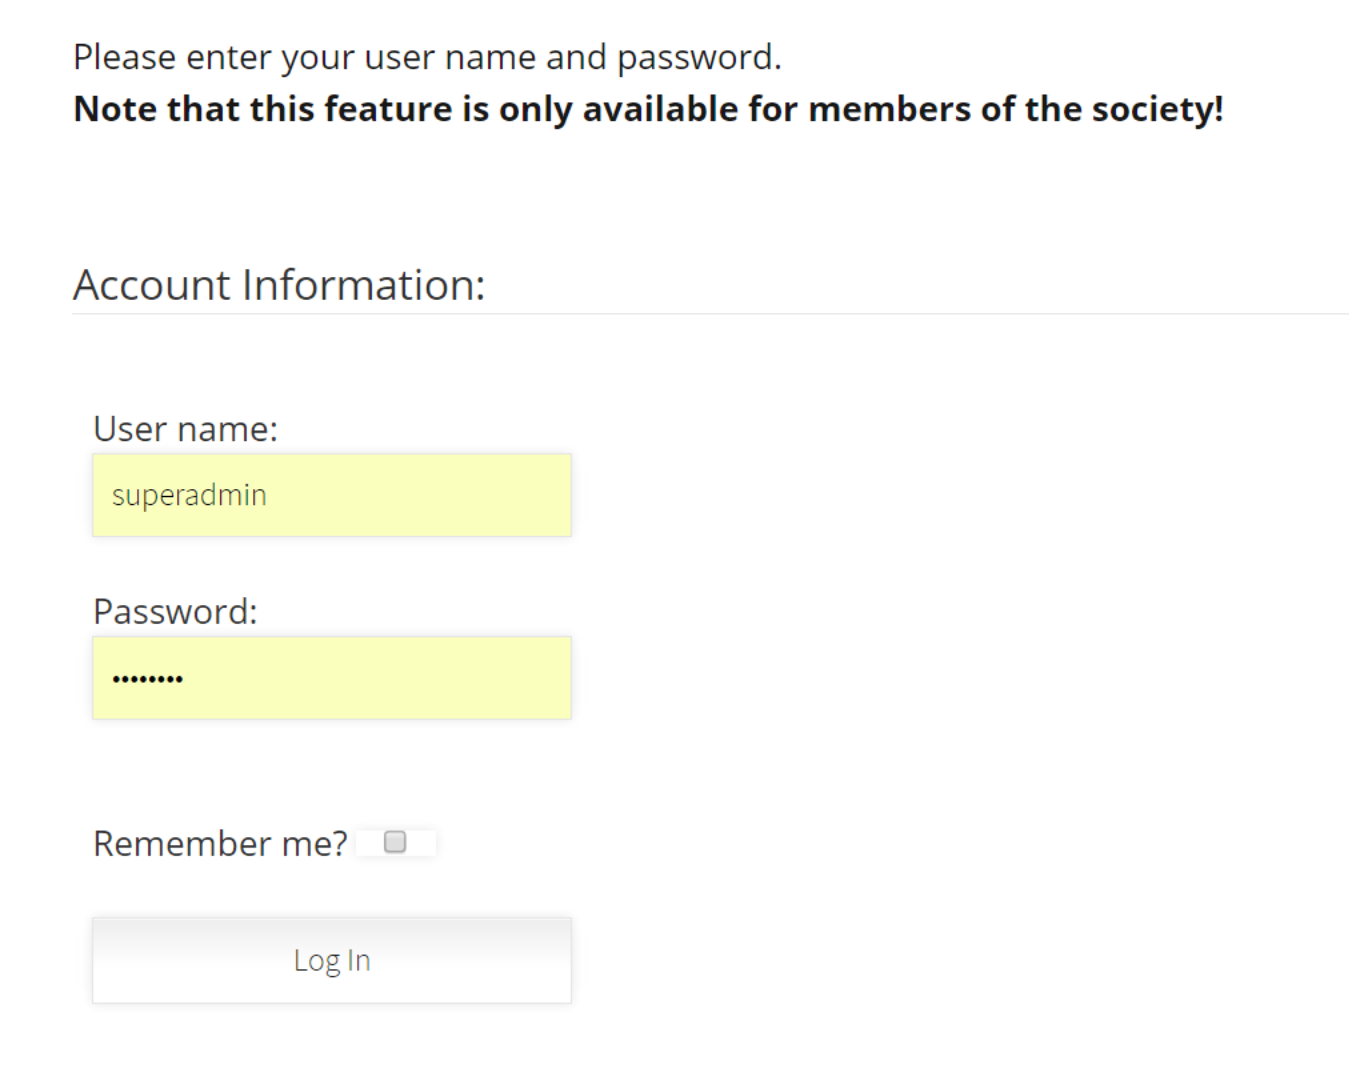 Please enter your user name and password.
Note that this feature is only available for members of the society!
Account Information:
User name:
superadmin
Password:
••••••••
Remember me?
Log In